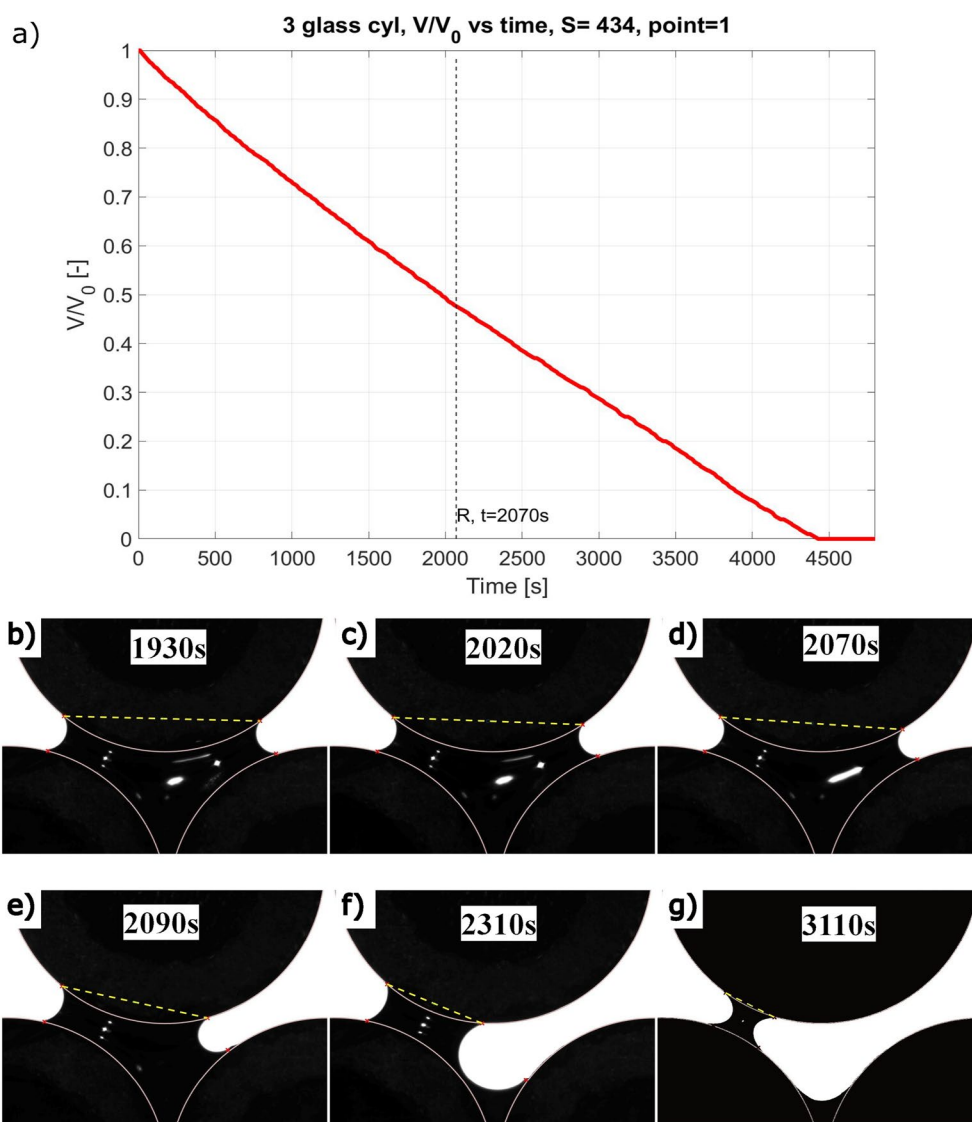 a)
3 glass cyl, V/V0 vs time, S= 434, point=1
V/V0 [-]
1
0.9
0.8
0.7
0.6
0.5
0.4
0.3
0.2
0.1
0
R, t=2070s
0 500 1000 1500 2000 2500 3000 3500 4000 4500
Time [s]
b) 1930s
c) 2020s
d) 2070s
e) 2090s
f) 2310s
g) 3110s